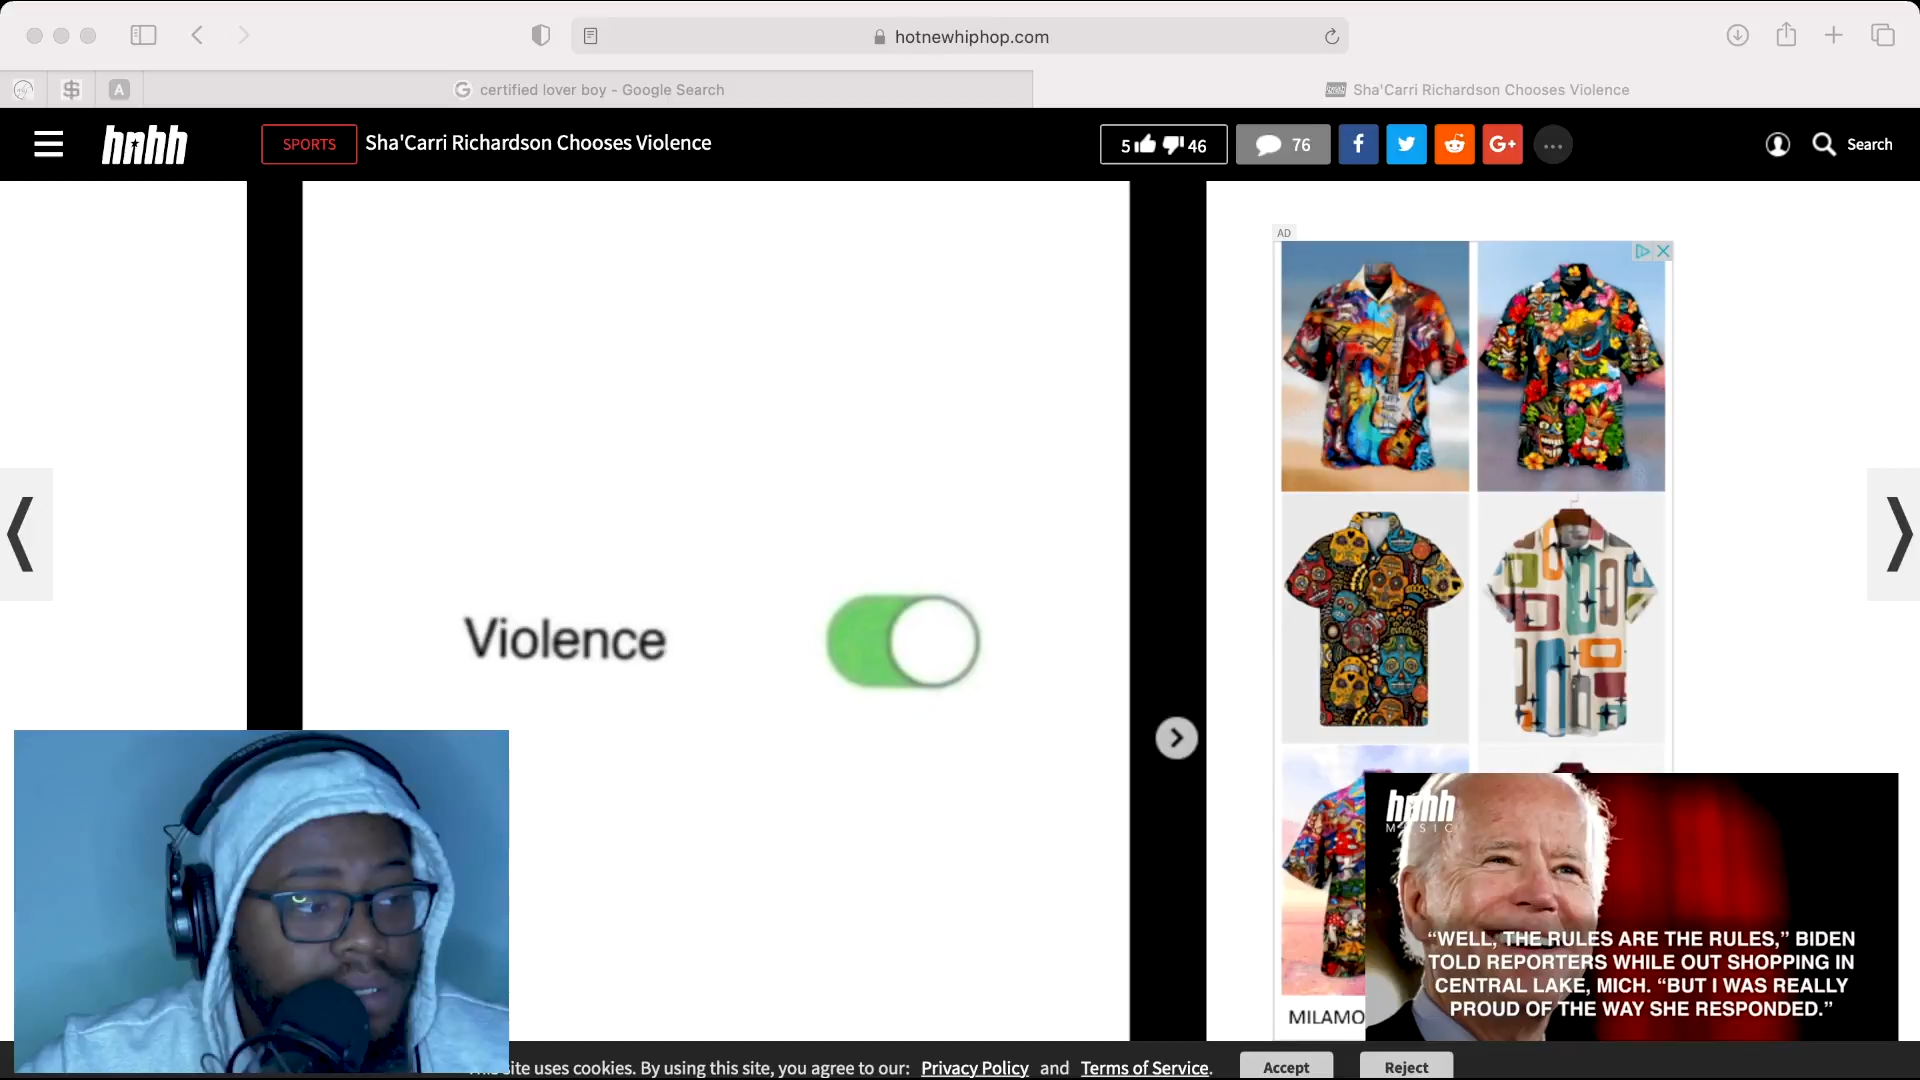 hotnewhiphop.com
A
certified lover boy - Google Search
Sha'Carri Richardson Chooses Violence
hnhh
SPORTS
Sha'Carri Richardson Chooses Violence
5
46
76
f
G+
Search
AD
Violence
hnhh
MUSIC
“WELL, THE RULES ARE THE RULES,” BIDEN
TOLD REPORTERS WHILE OUT SHOPPING IN
CENTRAL LAKE, MICH. “BUT I WAS REALLY
PROUD OF THE WAY SHE RESPONDED.”
MILAMO
site uses cookies. By using this site, you agree to our: Privacy Policy and Terms of Service.
Accept
Reject